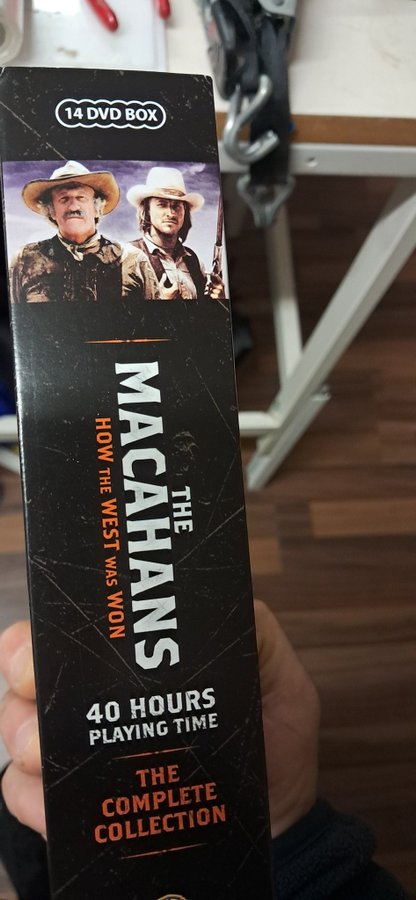 14 DVD BOX
THE
MACAHANS
HOW THE WEST WAS WON
40 HOURS
PLAYING TIME
THE
COMPLETE
COLLECTION